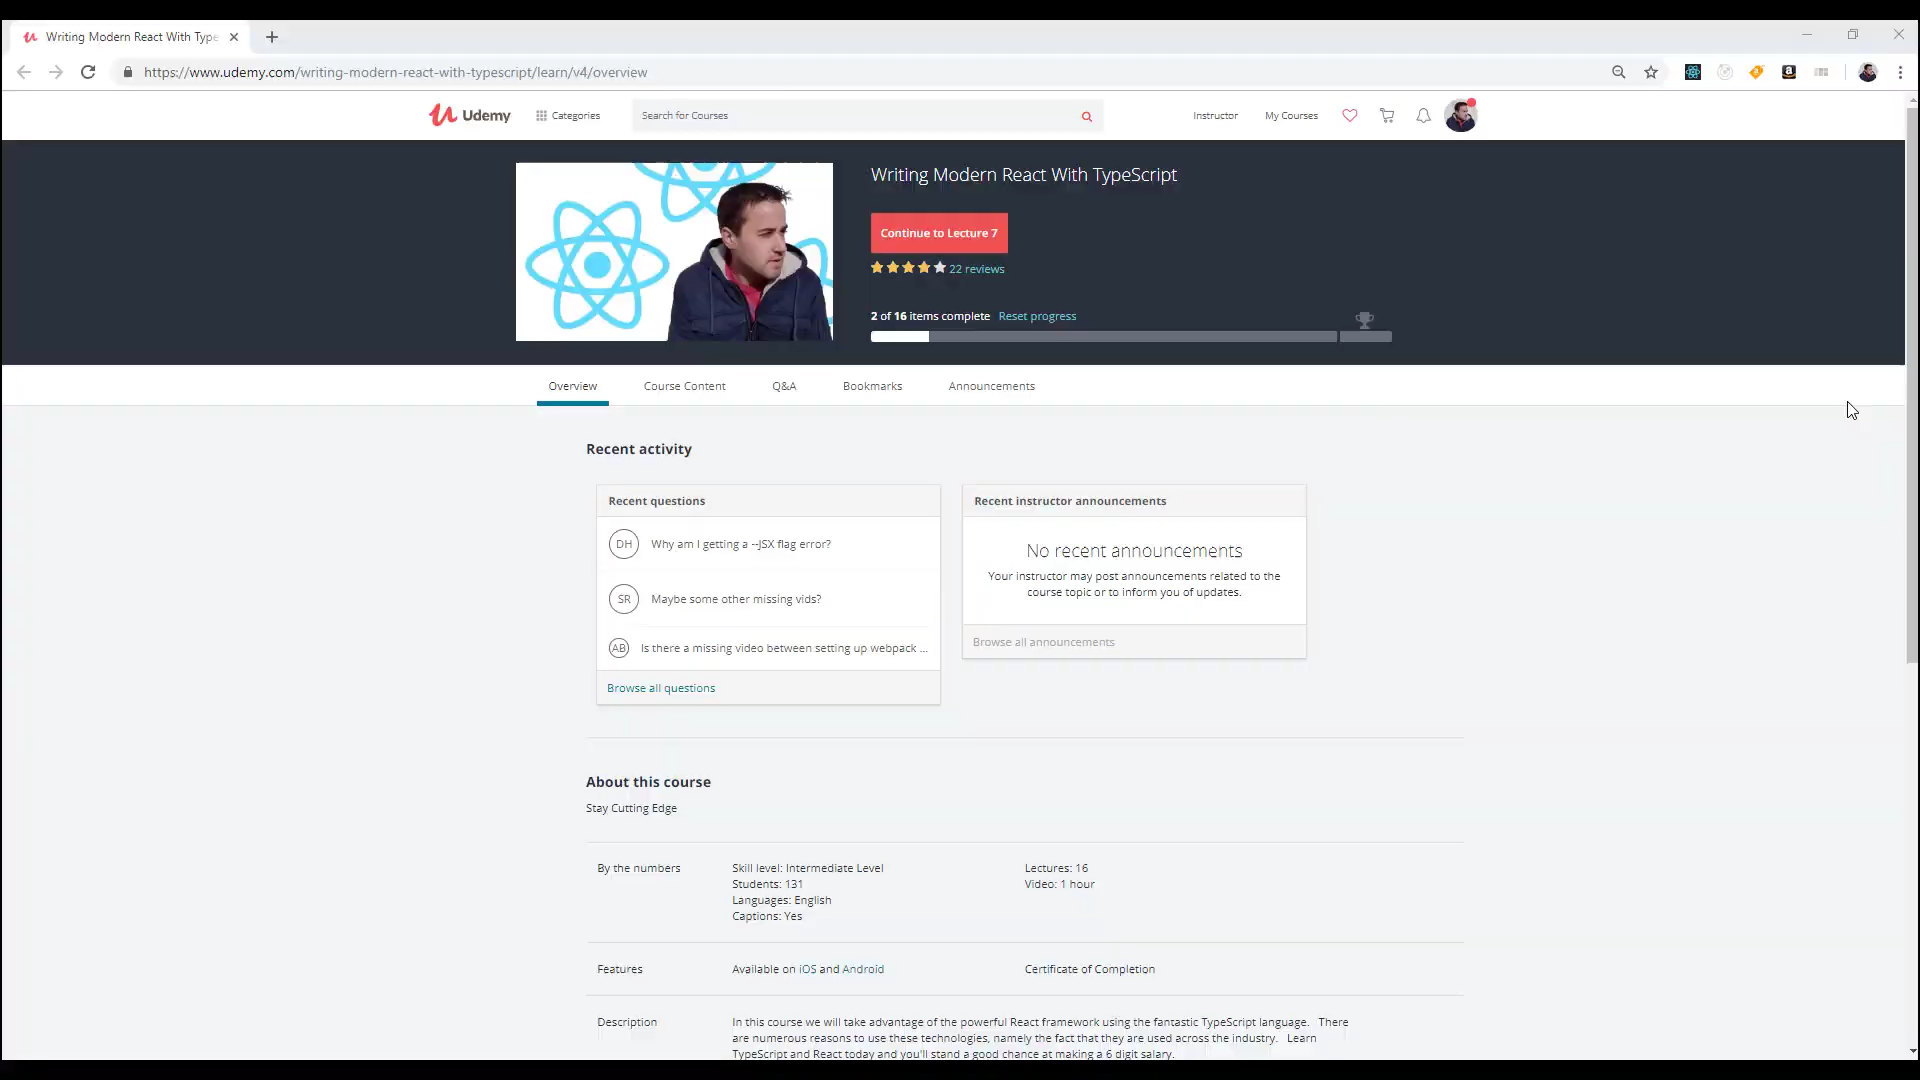 Writing Modern React With Type
https://www.udemy.com/writing-modern-react-with-typescript/learn/v4/overview
Udemy
Categories
Search for Courses
Instructor
My Courses
Writing Modern React With TypeScript
Continue to Lecture 7
22 reviews
2 of 16 items complete Reset progress
Overview
Course Content
Q&A
Bookmarks
Announcements
Recent activity
Recent questions
DH Why am I getting a --JSX flag error?
SR Maybe some other missing vids?
AB Is there a missing video between setting up webpack ...
Browse all questions
Recent instructor announcements
No recent announcements
Your instructor may post announcements related to the
course topic or to inform you of updates.
Browse all announcements
About this course
Stay Cutting Edge
By the numbers
Skill level: Intermediate Level
Students: 131
Languages: English
Captions: Yes
Lectures: 16
Video: 1 hour
Features
Available on iOS and Android
Certificate of Completion
Description
In this course we will take advantage of the powerful React framework using the fantastic TypeScript language. There
are numerous reasons to use these technologies, namely the fact that they are used across the industry. Learn
TypeScript and React today and you'll stand a good chance at making a 6 digit salary.